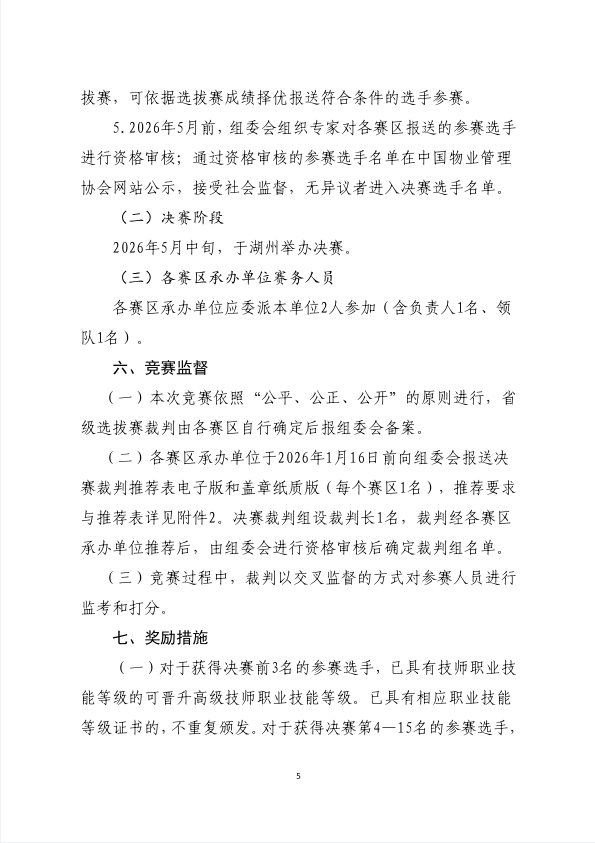 拔赛，可依据选拔赛成绩择优报送符合条件的选手参赛。
5.2026年5月前，组委会组织专家对各赛区报送的参赛选手
进行资格审核；通过资格审核的参赛选手名单在中国物业管理
协会网站公示，接受社会监督，无异议者进入决赛选手名单。
（二）决赛阶段
2026年5月中旬，于湖州举办决赛。
（三）各赛区承办单位赛务人员
各赛区承办单位应委派本单位2人参加（含负责人1名、领
队1名）。
六、竞赛监督
（一）本次竞赛依照“公平、公正、公开”的原则进行，省
级选拔赛裁判由各赛区自行确定后报组委会备案。
（二）各赛区承办单位于2026年1月16日前向组委会报送决
赛裁判推荐表电子版和盖章纸质版（每个赛区1名），推荐要求
与推荐表详见附件2。决赛裁判组设裁判长1名，裁判经各赛区
承办单位推荐后，由组委会进行资格审核后确定裁判组名单。
（三）竞赛过程中，裁判以交叉监督的方式对参赛人员进行
监考和打分。
七、奖励措施
（一）对于获得决赛前3名的参赛选手，已具有技师职业技
能等级的可晋升高级技师职业技能等级。已具有相应职业技能
等级证书的，不重复颁发。对于获得决赛第4—15名的参赛选手，
5